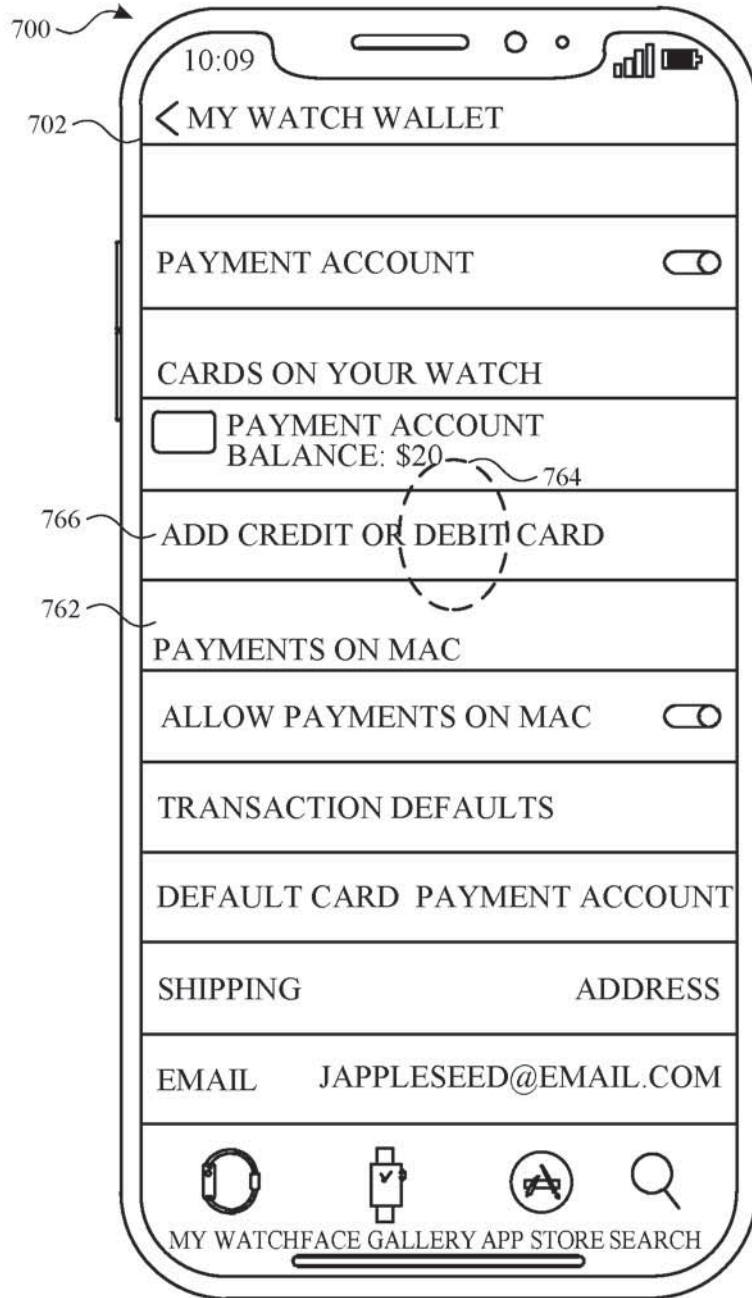 700
10:09
702
MY WATCH WALLET
PAYMENT ACCOUNT
CARDS ON YOUR WATCH
PAYMENT ACCOUNT
BALANCE: $20
764
766
ADD CREDIT OR DEBIT CARD
762
PAYMENTS ON MAC
ALLOW PAYMENTS ON MAC
TRANSACTION DEFAULTS
DEFAULT CARD PAYMENT ACCOUNT
SHIPPING ADDRESS
EMAIL JAPPLESEED@EMAIL.COM
MY WATCH FACE GALLERY APP STORE SEARCH